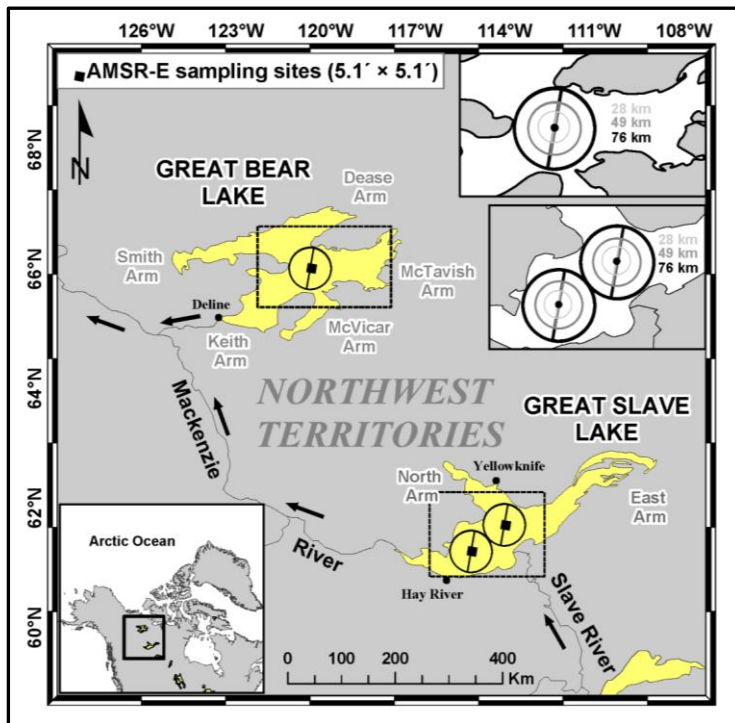 126°W 123°W 120°W 117°W 114°W 111°W 108°W
■AMSR-E sampling sites (5.1´ × 5.1´)
28 km
49 km
76 km
N
68°N
GREAT BEAR
LAKE
Dease
Arm
Smith
Arm
66°N
McTavish
Arm
28 km
49 km
76 km
Deline
McVicar
Arm
Keith
Arm
64°N
Mackenzie
NORTHWEST
TERRITORIES
GREAT SLAVE
LAKE
North
Arm
Yellowknife
East
Arm
62°N
River
Hay River
Slave River
Arctic Ocean
60°N
0 100 200 300 400
Km